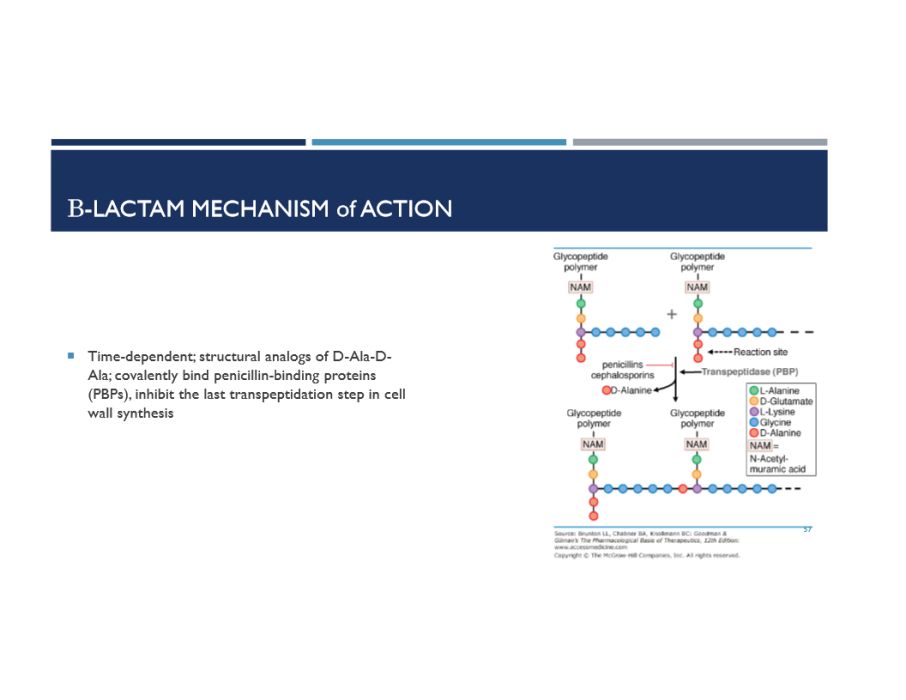 B-LACTAM MECHANISM of ACTION
Time-dependent; structural analogs of D-Ala-D-
Ala; covalently bind penicillin-binding proteins
(PBPs), inhibit the last transpeptidation step in cell
wall synthesis
Glycopeptide
polymer
NAM
Glycopeptide
polymer
NAM
+
Reaction site
penicillins
cephalosporins
Transpeptidase (PBP)
D-Alanine
Glycopeptide
polymer
NAM
Glycopeptide
polymer
NAM
L-Alanine
D-Glutamate
L-Lysine
Glycine
D-Alanine
NAM =
N-Acetyl-
muramic acid
57
Source: Brunton LL, Chabner BA, Knollmann BC: Goodman &
Gilman's The Pharmacological Basis of Therapeutics, 12th Edition:
www.accessmedicine.com
Copyright © The McGraw-Hill Companies, Inc. All rights reserved.